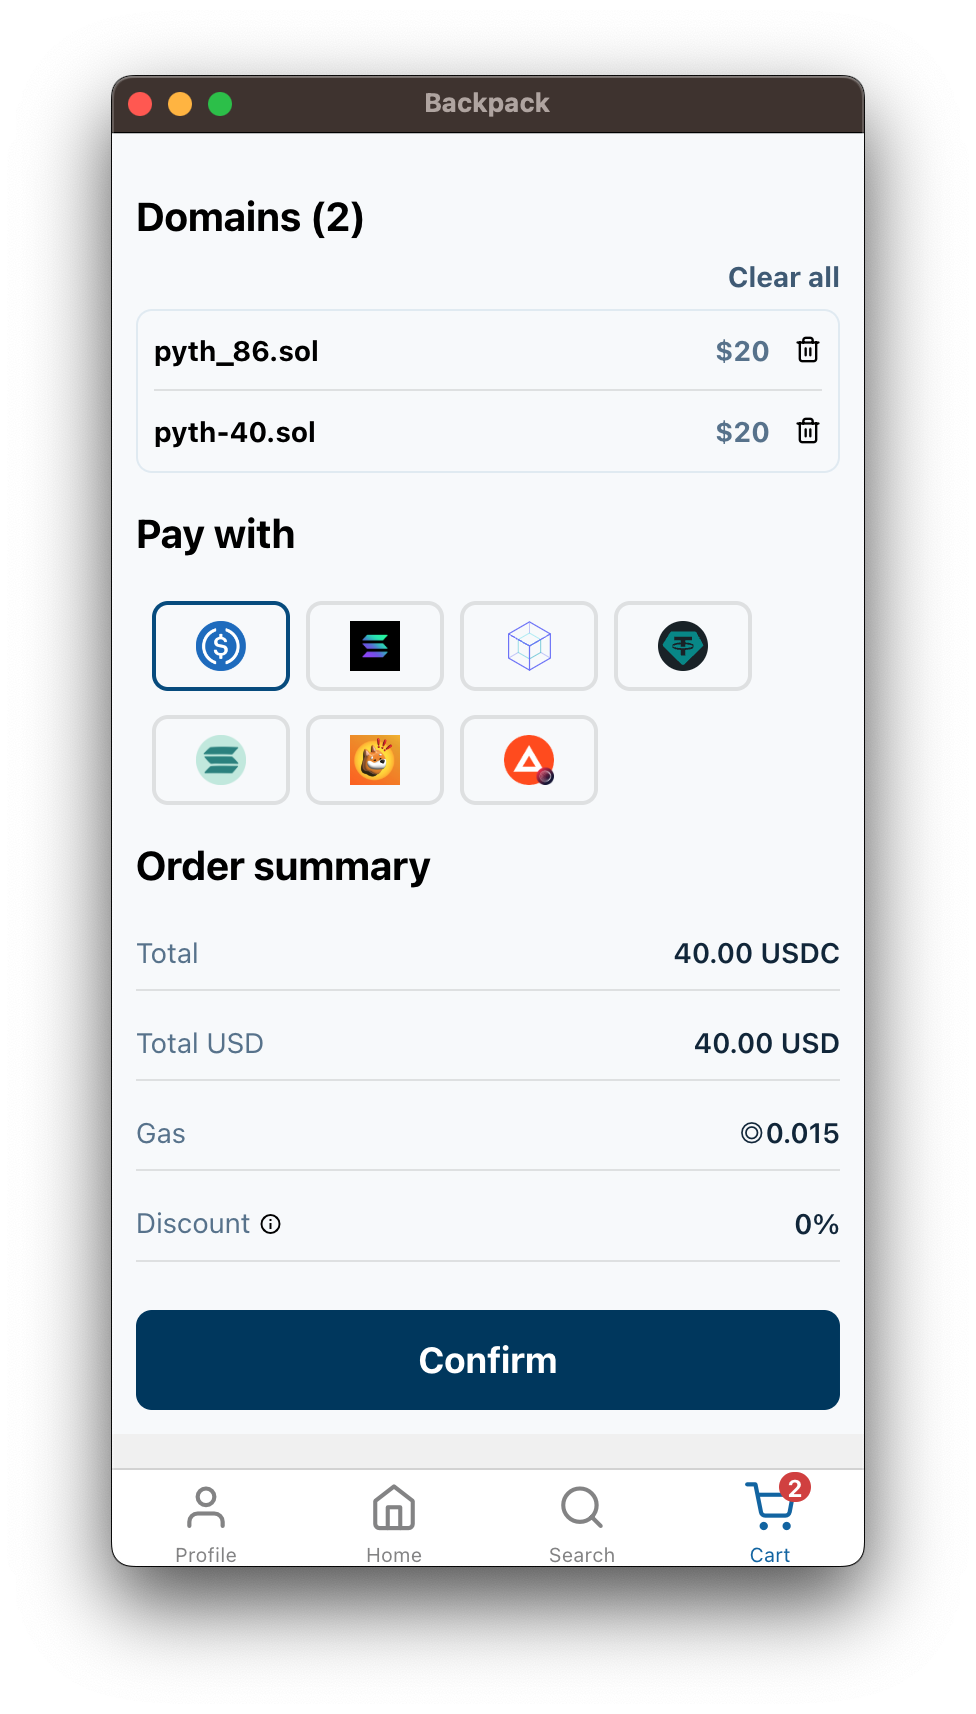 Backpack
Domains (2)
Clear all
pyth_86.sol $20
pyth-40.sol $20
Pay with
Order summary
Total 40.00 USDC
Total USD 40.00 USD
Gas ◎0.015
Discount 0%
Confirm
2
Profile Home Search Cart